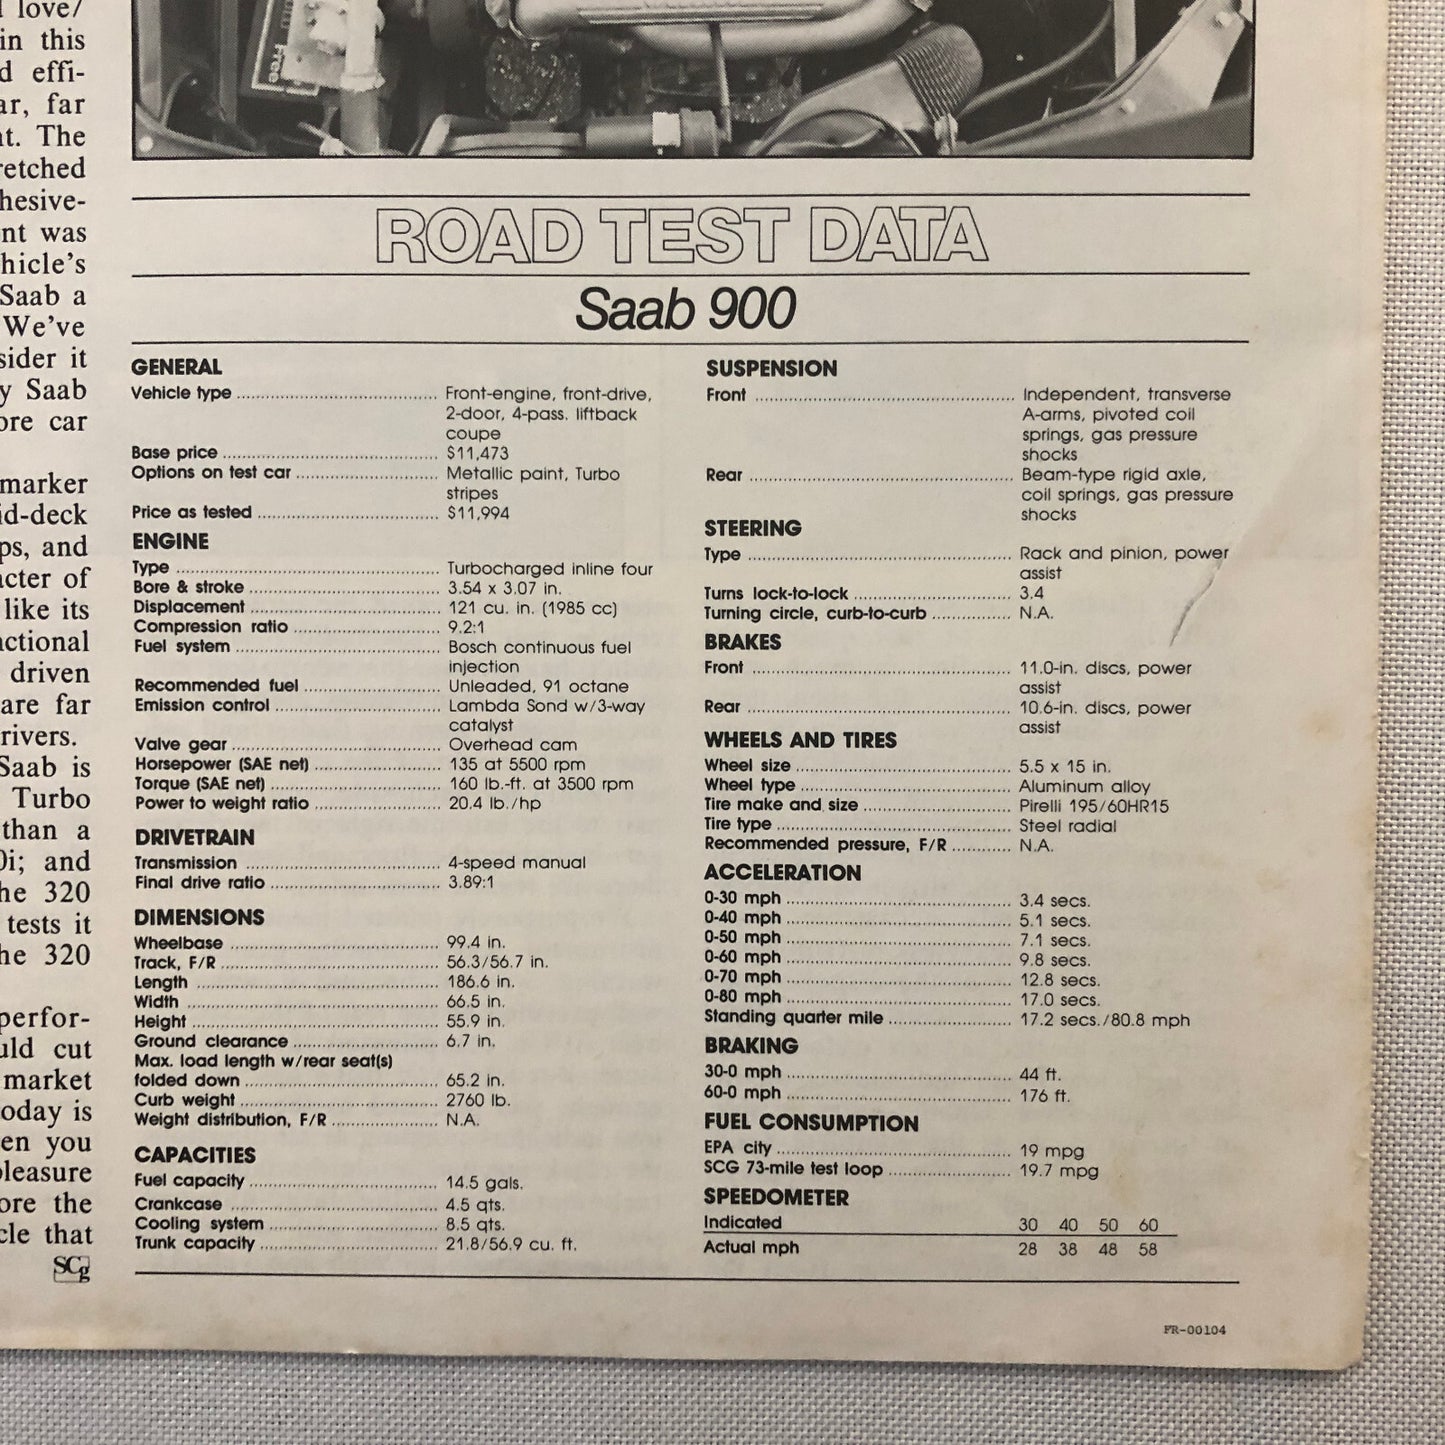 love/
in this
d effi-
ar, far
nt. The
retched
hesive-
nt was
hicle's
Saab a
We've
sider it
y Saab
ore car
marker
id-deck
ps, and
acter of
like its
nctional
driven
are far
rivers.
Saab is
Turbo
than a
0i; and
he 320
tests it
he 320
perfor-
uld cut
market
oday is
en you
pleasure
ore the
cle that
SCg
ROAD TEST DATA
Saab 900
GENERAL
Vehicle type Front-engine, front-drive,
2-door, 4-pass. liftback
coupe
Base price $11,473
Options on test car Metallic paint, Turbo
stripes
Price as tested $11,994
ENGINE
Type Turbocharged inline four
Bore & stroke 3.54 x 3.07 in.
Displacement 121 cu. in. (1985 cc)
Compression ratio 9.2:1
Fuel system Bosch continuous fuel
injection
Recommended fuel Unleaded, 91 octane
Emission control Lambda Sond w/3-way
catalyst
Valve gear Overhead cam
Horsepower (SAE net) 135 at 5500 rpm
Torque (SAE net) 160 lb.-ft. at 3500 rpm
Power to weight ratio 20.4 lb./hp
DRIVETRAIN
Transmission 4-speed manual
Final drive ratio 3.89:1
DIMENSIONS
Wheelbase 99.4 in.
Track, F/R 56.3/56.7 in.
Length 186.6 in.
Width 66.5 in.
Height 55.9 in.
Ground clearance 6.7 in.
Max. load length w/rear seat(s)
folded down 65.2 in.
Curb weight 2760 lb.
Weight distribution, F/R N.A.
CAPACITIES
Fuel capacity 14.5 gals.
Crankcase 4.5 qts.
Cooling system 8.5 qts.
Trunk capacity 21.8/56.9 cu. ft.
SUSPENSION
Front Independent, transverse
A-arms, pivoted coil
springs, gas pressure
shocks
Rear Beam-type rigid axle,
coil springs, gas pressure
shocks
STEERING
Type Rack and pinion, power
assist
Turns lock-to-lock 3.4
Turning circle, curb-to-curb N.A.
BRAKES
Front 11.0-in. discs, power
assist
Rear 10.6-in. discs, power
assist
WHEELS AND TIRES
Wheel size 5.5 x 15 in.
Wheel type Aluminum alloy
Tire make and size Pirelli 195/60HR15
Tire type Steel radial
Recommended pressure, F/R N.A.
ACCELERATION
0-30 mph 3.4 secs.
0-40 mph 5.1 secs.
0-50 mph 7.1 secs.
0-60 mph 9.8 secs.
0-70 mph 12.8 secs.
0-80 mph 17.0 secs.
Standing quarter mile 17.2 secs./80.8 mph
BRAKING
30-0 mph 44 ft.
60-0 mph 176 ft.
FUEL CONSUMPTION
EPA city 19 mpg
SCG 73-mile test loop 19.7 mpg
SPEEDOMETER
Indicated 30 40 50 60
Actual mph 28 38 48 58
FR-00104